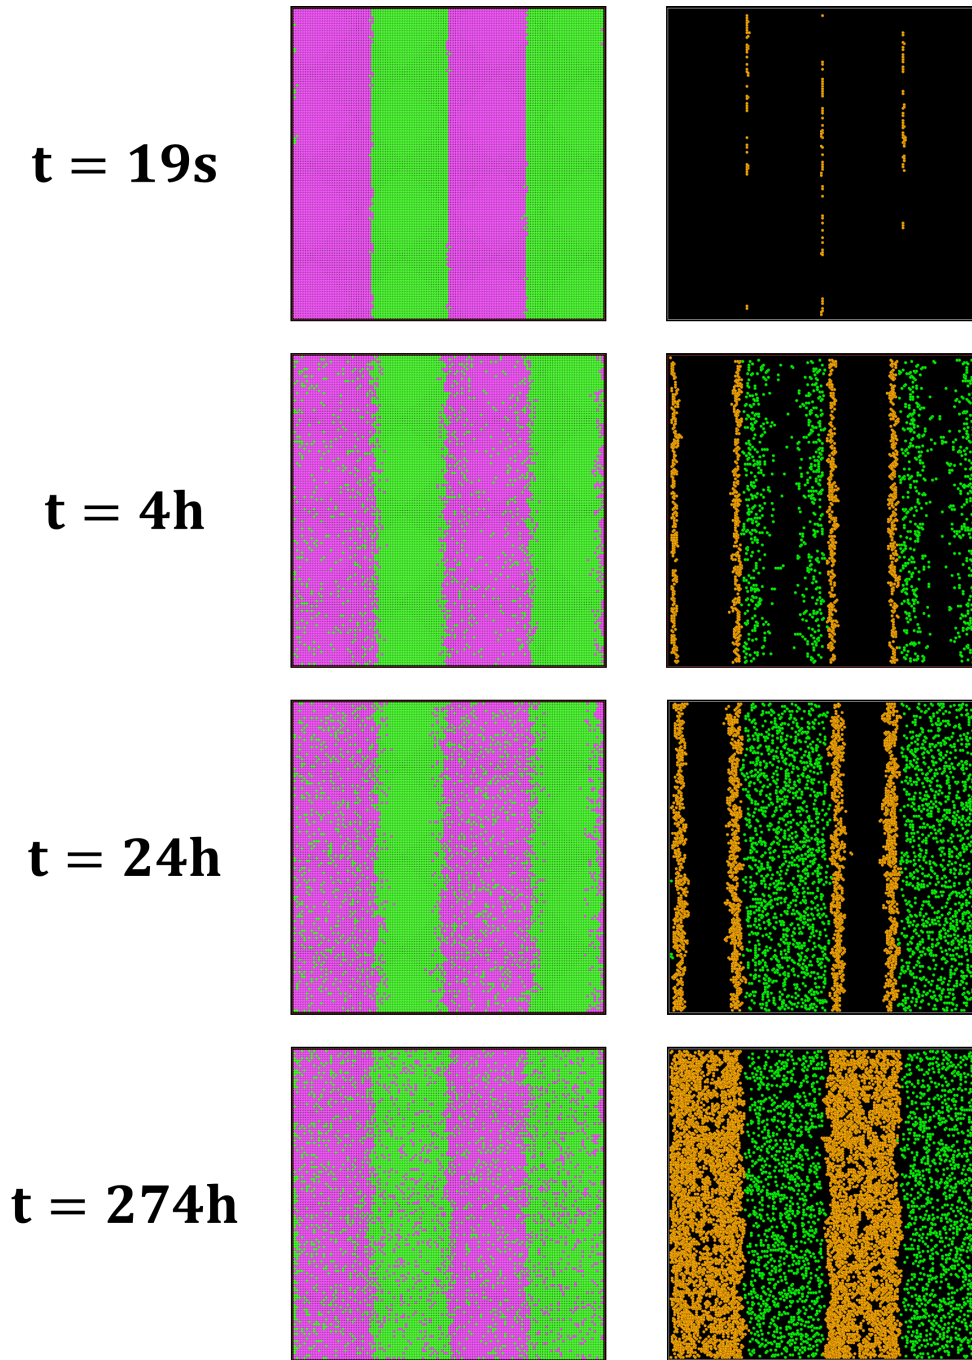 t = 19s
t = 4h
t = 24h
t = 274h